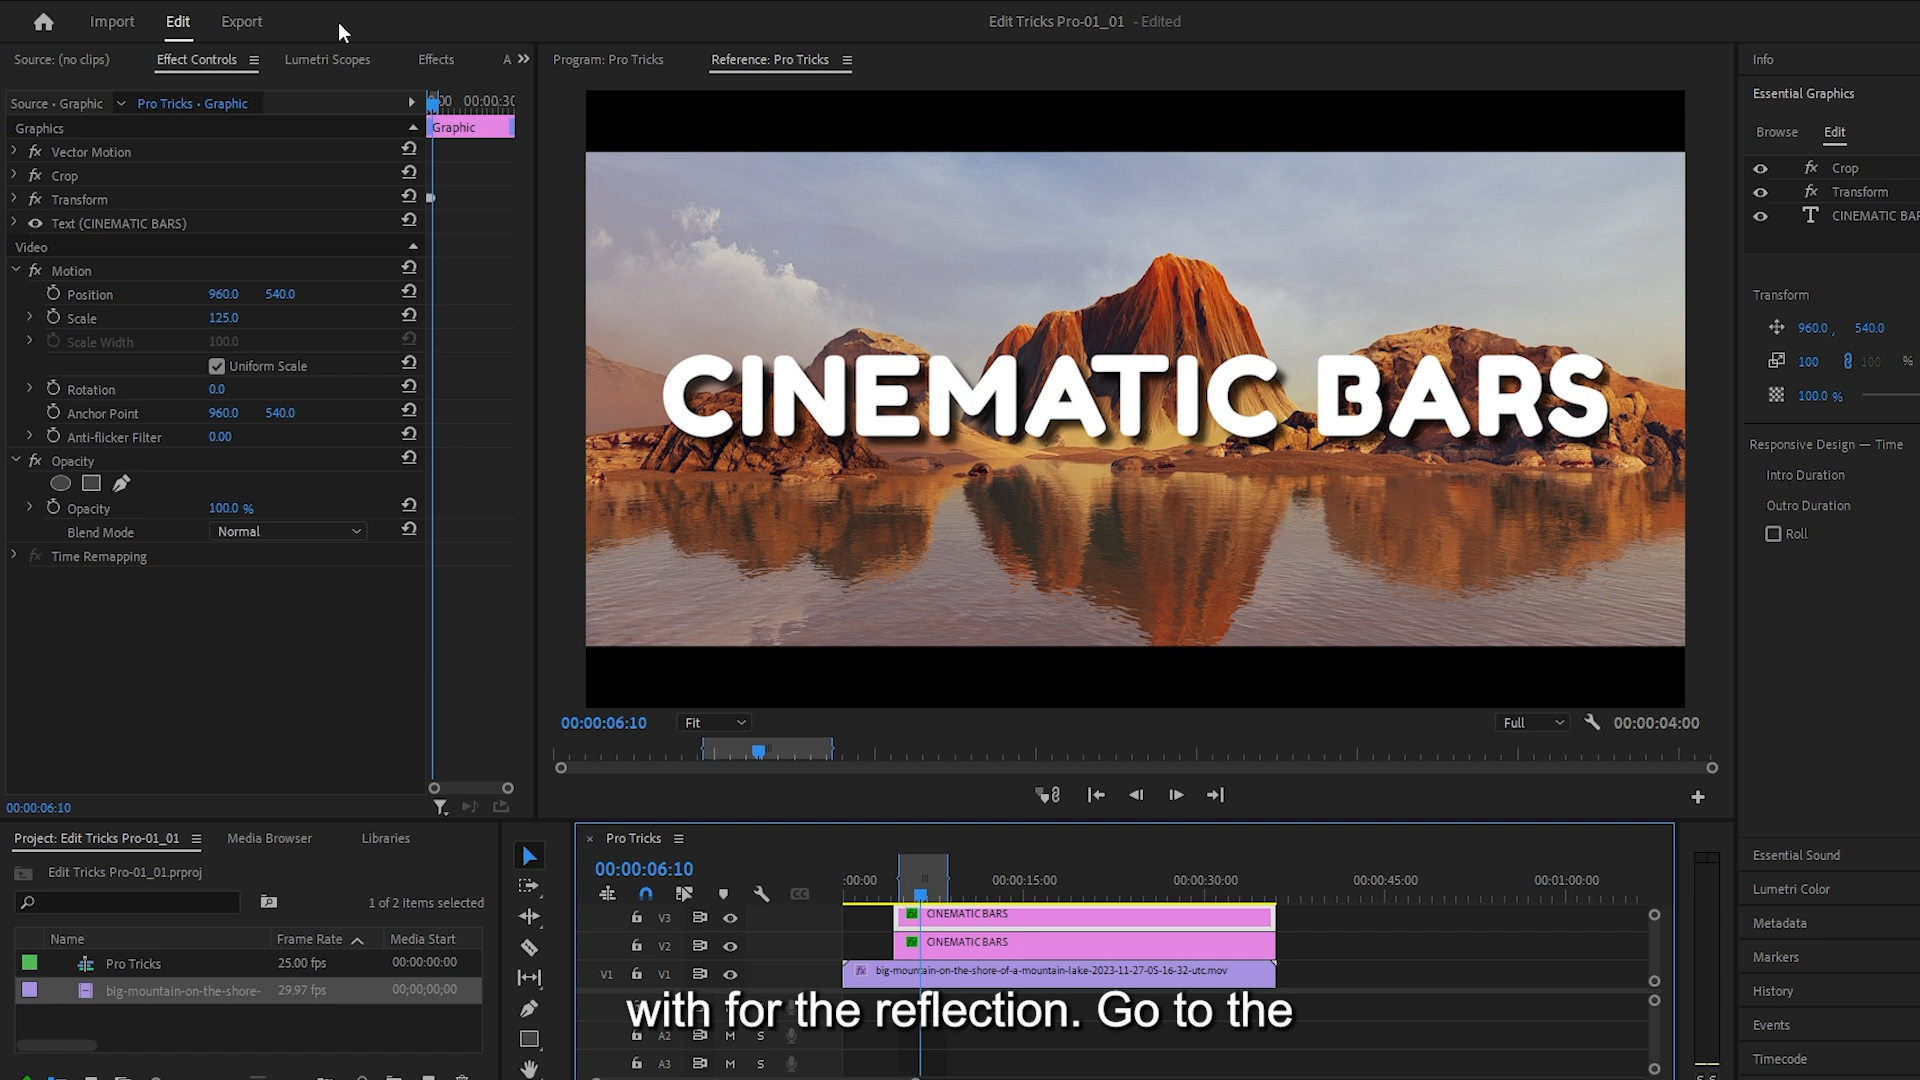 Import Edit Export Edit Tricks Pro-01_01 - Edited
Source: (no clips) Effect Controls Lumetri Scopes Effects A Program: Pro Tricks Reference: Pro Tricks Info
Source • Graphic Pro Tricks • Graphic 00:00:30
Graphics Graphic
Vector Motion
Crop
Transform
Text (CINEMATIC BARS)
Video
Motion
Position 960.0 540.0
Scale 125.0
Scale Width 100.0
Uniform Scale
Rotation 0.0
Anchor Point 960.0 540.0
Anti-flicker Filter 0.00
Opacity
Opacity 100.0 %
Blend Mode Normal
Time Remapping
00:00:06:10
CINEMATIC BARS
00:00:06:10 Fit Full 00:00:04:00
Essential Graphics
Browse Edit
fx Crop
fx Transform
T CINEMATIC BAR
Transform
960.0 , 540.0
100 100 %
100.0 %
Responsive Design — Time
Intro Duration
Outro Duration
Roll
Project: Edit Tricks Pro-01_01 Media Browser Libraries
Edit Tricks Pro-01_01.prproj
1 of 2 items selected
Name Frame Rate Media Start
Pro Tricks 25.00 fps 00:00:00:00
big-mountain-on-the-shore- 29.97 fps 00;00;00;00
× Pro Tricks
00:00:06:10
:00:00 00:00:15:00 00:00:30:00 00:00:45:00 00:01:00:00
V3 fx CINEMATIC BARS
V2 fx CINEMATIC BARS
V1 V1 fx big-mountain-on-the-shore-of-a-mountain-lake-2023-11-27-05-16-32-utc.mov
with for the reflection. Go to the
A2 M S
A3 M S
Essential Sound
Lumetri Color
Metadata
Markers
History
Events
Timecode